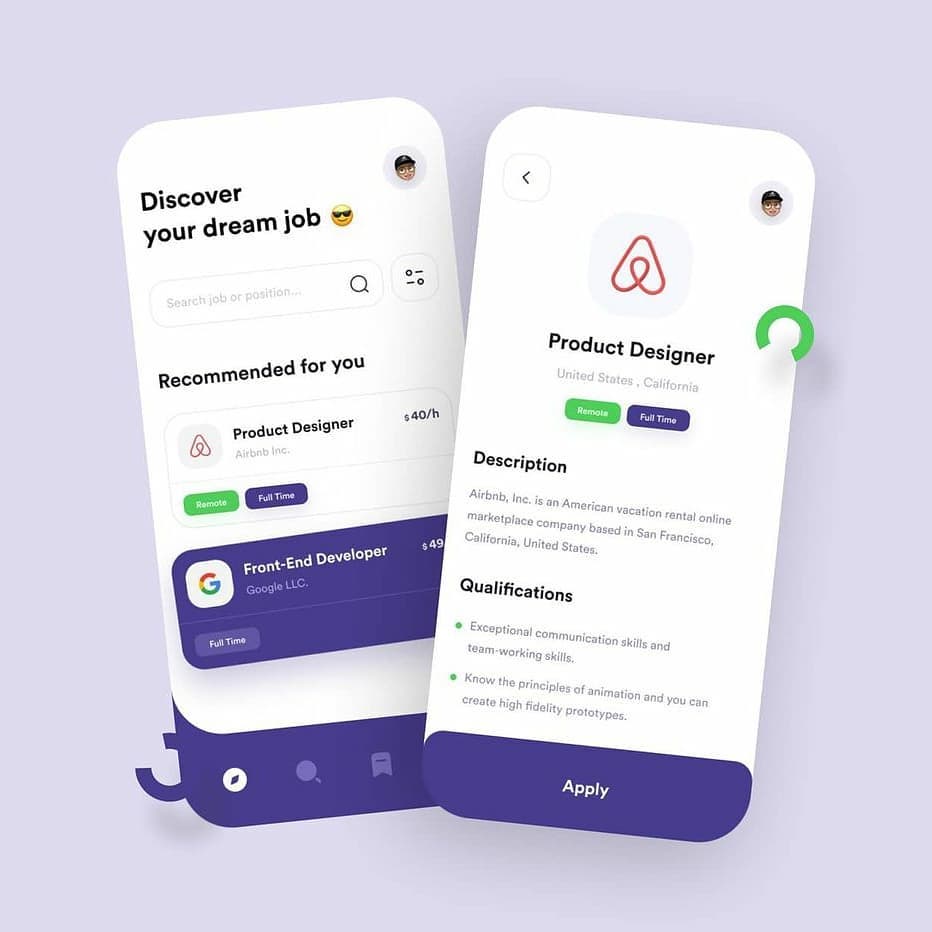 Discover
your dream job 😎
Search job or position...
Recommended for you
Product Designer
$40/h
Airbnb Inc.
Remote
Full Time
Front-End Developer
$49
Google LLC.
Full Time
Product Designer
United States , California
Remote
Full Time
Description
Airbnb, Inc. is an American vacation rental online
marketplace company based in San Francisco,
California, United States.
Qualifications
Exceptional communication skills and
team-working skills.
Know the principles of animation and you can
create high fidelity prototypes.
Apply